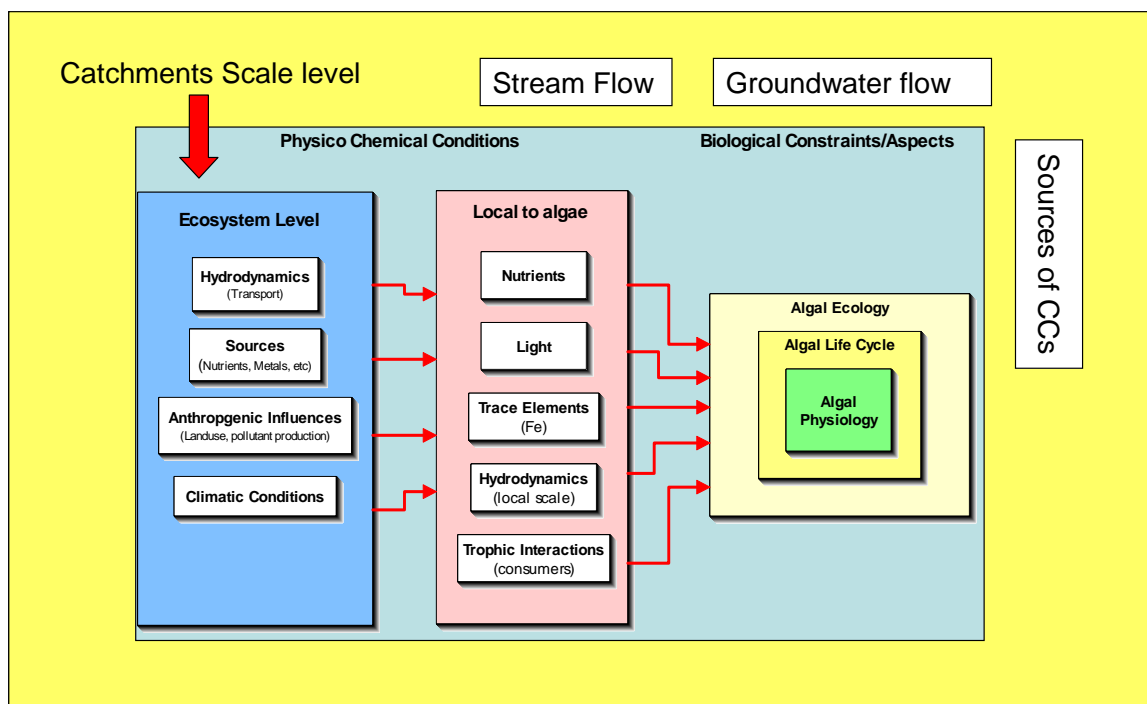 Catchments Scale level
Stream Flow
Groundwater flow
Sources of CCs
Physico Chemical Conditions
Biological Constraints/Aspects
Ecosystem Level
Hydrodynamics
(Transport)
Sources
(Nutrients, Metals, etc)
Anthropgenic Influences
(Landuse, pollutant production)
Climatic Conditions
Local to algae
Nutrients
Light
Trace Elements
(Fe)
Hydrodynamics
(local scale)
Trophic Interactions
(consumers)
Algal Ecology
Algal Life Cycle
Algal
Physiology